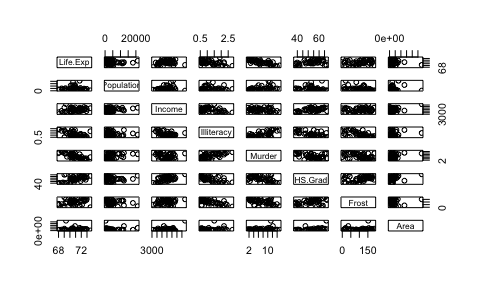 0 20000 0.5 2.5 40 60 0e+00
Life.Exp
68
0
Population
Income
3000
0.5
Illiteracy
Murder
2
40
HS.Grad
Frost
0
0e+00
Area
68 72 3000 2 10 0 150